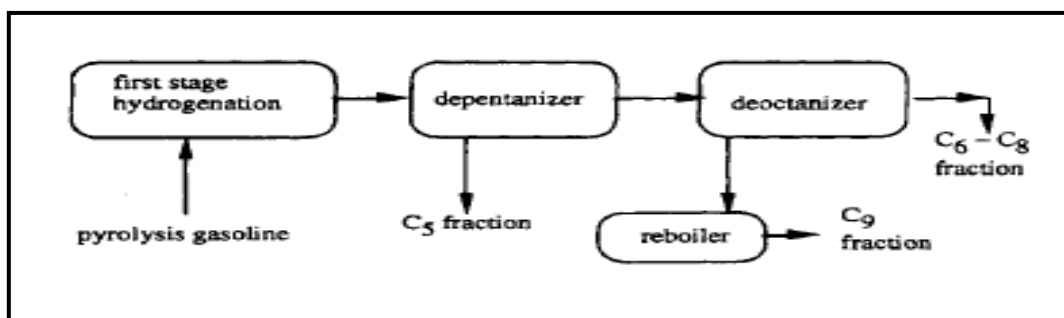 first stage
hydrogenation
depentanizer
deoctanizer
C₆ – C₈
fraction
pyrolysis gasoline
C₅ fraction
reboiler
C₉
fraction